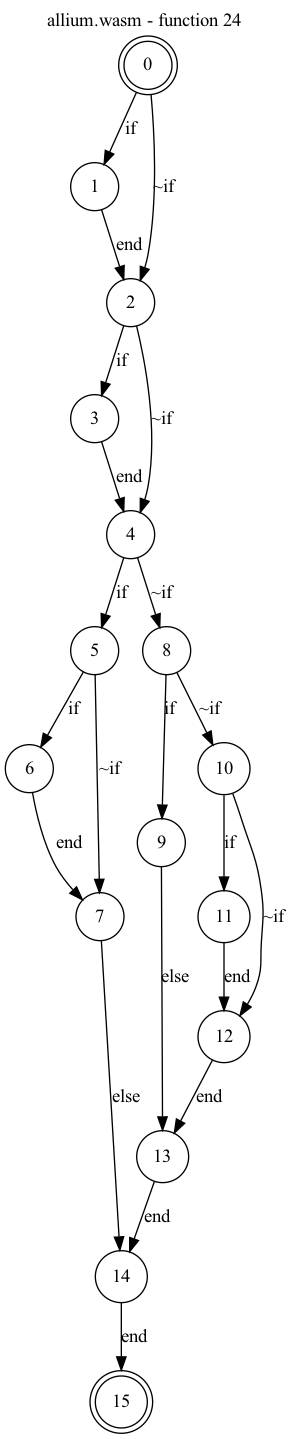 allium.wasm - function 24
0
if
1
~if
end
2
if
~if
3
end
4
if
~if
5
8
if
if
~if
6
~if
10
end
9
if
7
11
~if
else
end
12
else
end
13
end
14
end
15